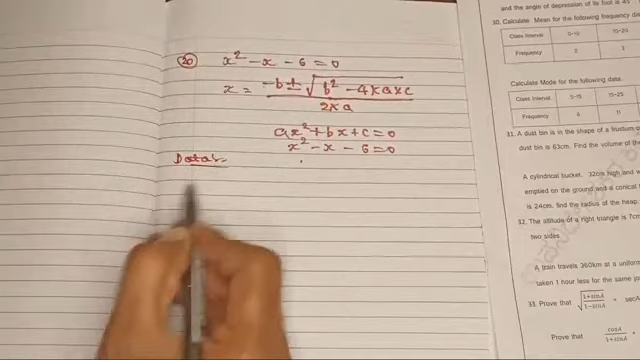 (20) x² - x - 6 = 0
x = -b ± √b² - 4×a×c / 2×a
ax² + bx + c = 0
x² - x - 6 = 0
Data:-
and the angle of depression of its foot is 45
30. Calculate Mean for the following frequency da
Class Interval 0-10 15-20
Frequency 2 3
Calculate Mode for the following data.
Class Interval 5-15 15-25
Frequency 6 11
31. A dust bin is in the shape of a frustum
dust bin is 63cm. Find the volume of the
A cylindrical bucket, 32cm high and w
emptied on the ground and a conical
is 24cm, find the radius of the heap.
32. The altitude of a right triangle is 7cm
two sides.
A train travels 360km at a uniform
taken 1 hour less for the same jo
33. Prove that √1+sinA/1-sinA = secA
Prove that cosA/1+sinA +